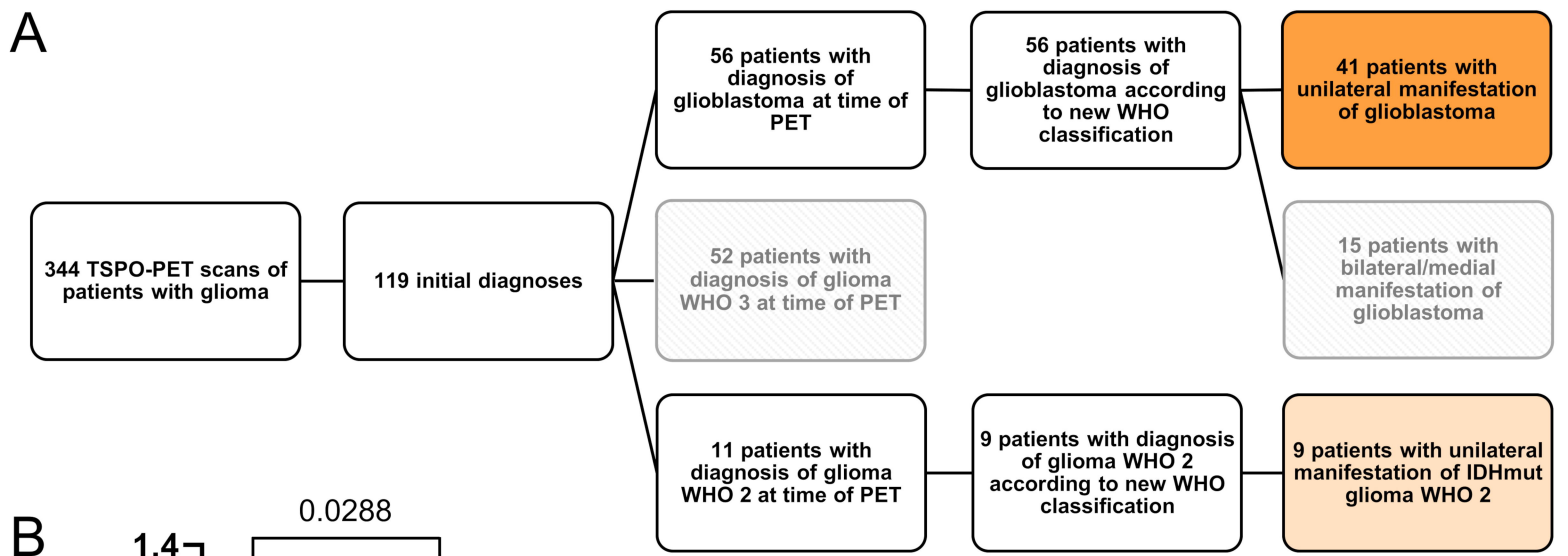 A
56 patients with
diagnosis of
glioblastoma at time of
PET
56 patients with
diagnosis of
glioblastoma according
to new WHO
classification
41 patients with
unilateral manifestation
of glioblastoma
344 TSPO-PET scans of
patients with glioma
119 initial diagnoses
52 patients with
diagnosis of glioma
WHO 3 at time of PET
15 patients with
bilateral/medial
manifestation of
glioblastoma
11 patients with
diagnosis of glioma
WHO 2 at time of PET
9 patients with diagnosis
of glioma WHO 2
according to new WHO
classification
9 patients with unilateral
manifestation of IDHmut
glioma WHO 2
B
0.0288
1.4